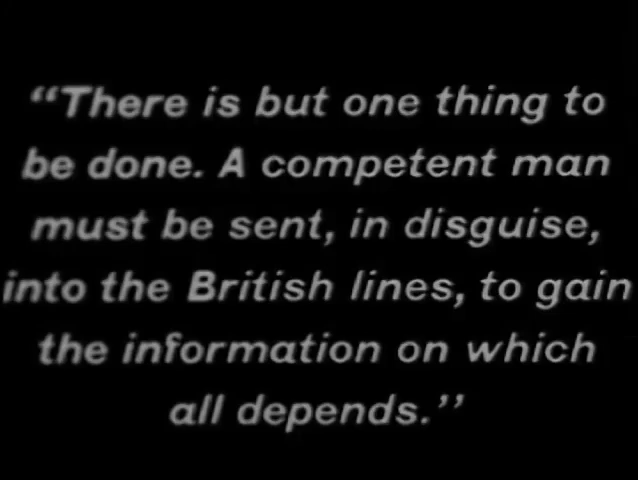 “There is but one thing to
be done. A competent man
must be sent, in disguise,
into the British lines, to gain
the information on which
all depends.”